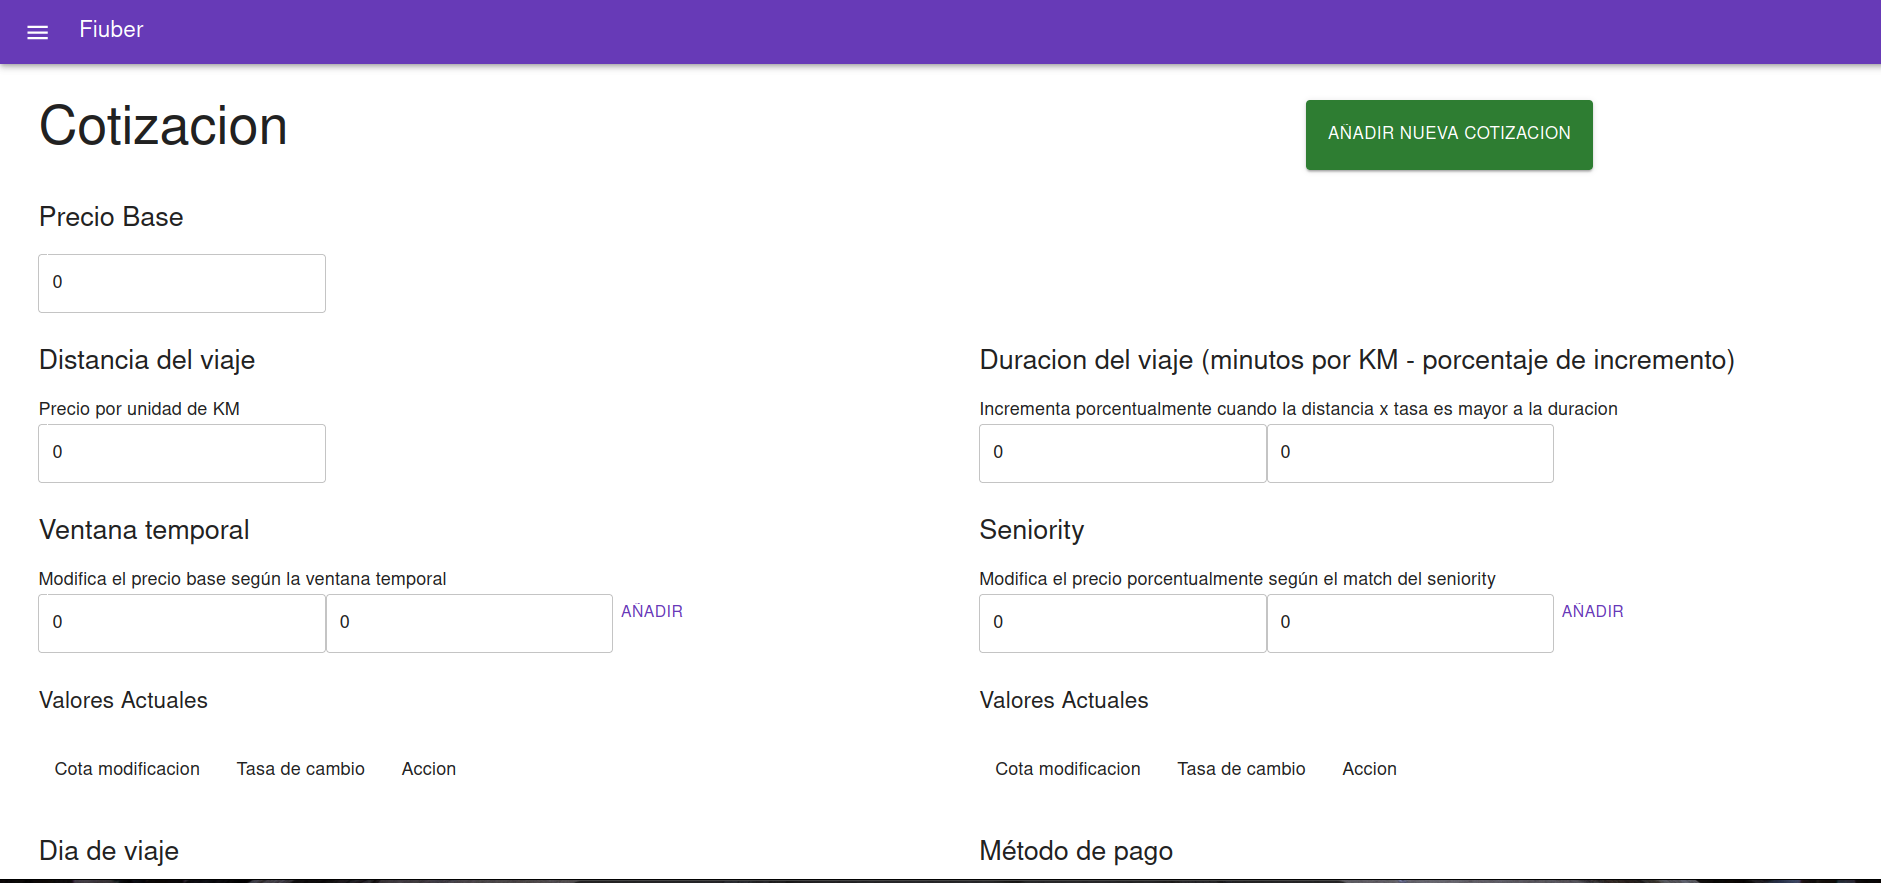 Fiuber
Cotizacion
AÑADIR NUEVA COTIZACION
Precio Base
0
Distancia del viaje
Precio por unidad de KM
0
Duracion del viaje (minutos por KM - porcentaje de incremento)
Incrementa porcentualmente cuando la distancia x tasa es mayor a la duracion
0 0
Ventana temporal
Modifica el precio base según la ventana temporal
0 0 AÑADIR
Valores Actuales
Cota modificacion Tasa de cambio Accion
Seniority
Modifica el precio porcentualmente según el match del seniority
0 0 AÑADIR
Valores Actuales
Cota modificacion Tasa de cambio Accion
Dia de viaje
Método de pago